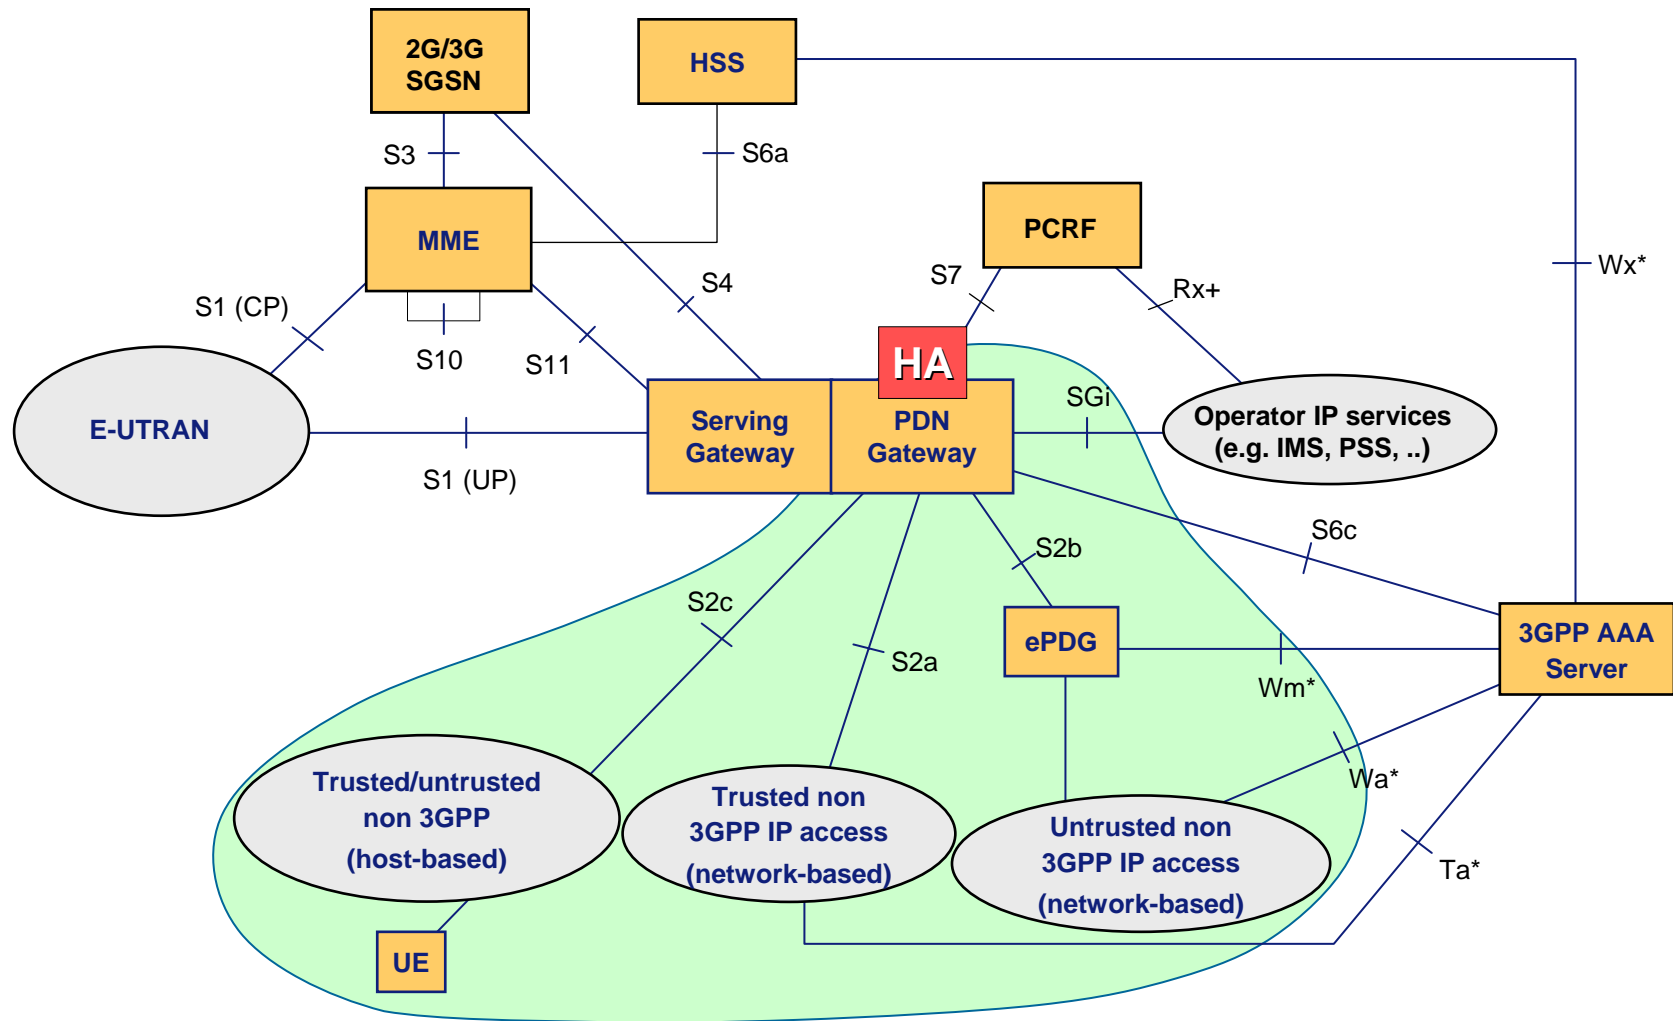 2G/3G
SGSN
HSS
S3
S6a
MME
PCRF
Wx*
S7
Rx+
S4
S1 (CP)
S10
S11
HA
SGi
E-UTRAN
Serving
Gateway
PDN
Gateway
Operator IP services
(e.g. IMS, PSS, ..)
S1 (UP)
S6c
S2b
S2c
S2a
ePDG
Wm*
3GPP AAA
Server
Wa*
Ta*
Trusted/untrusted
non 3GPP
(host-based)
Trusted non
3GPP IP access
(network-based)
Untrusted non
3GPP IP access
(network-based)
UE